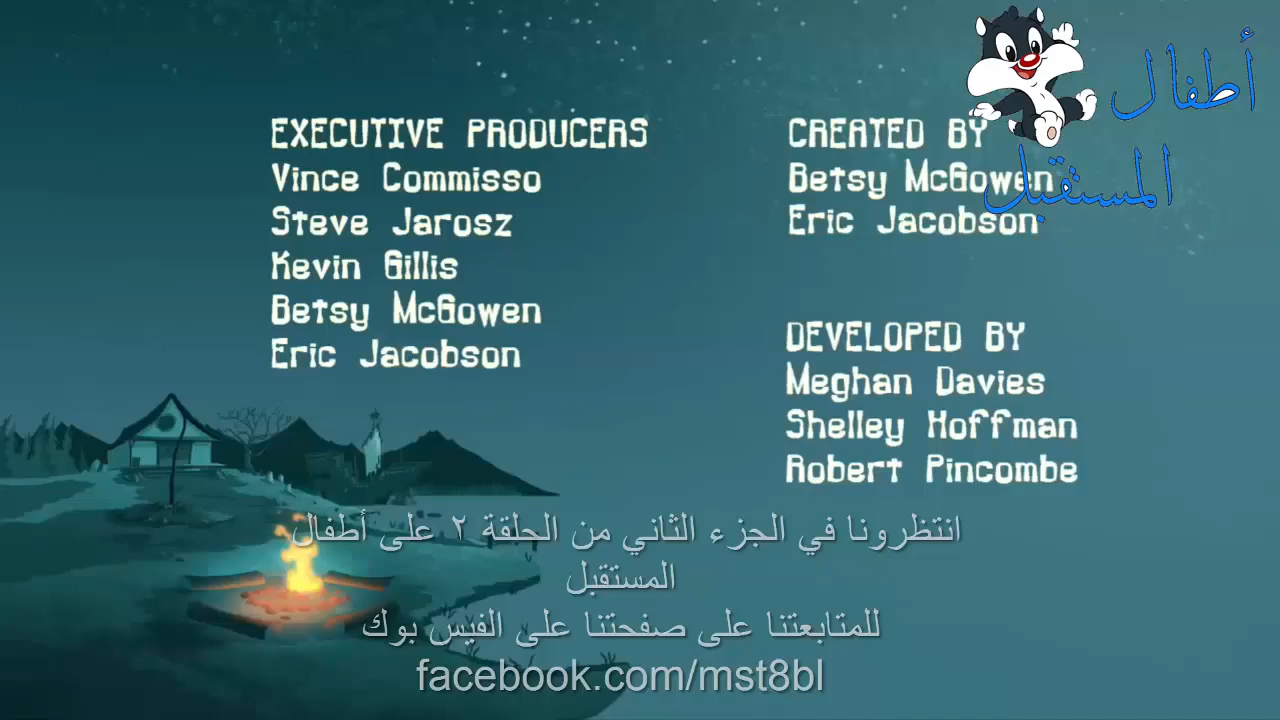 EXECUTIVE PRODUCERS
Vince Commisso
Steve Jarosz
Kevin Gillis
Betsy McGowen
Eric Jacobson
CREATED BY
Betsy McGowen
Eric Jacobson
DEVELOPED BY
Meghan Davies
Shelley Hoffman
Robert Pincombe
أطفال
المستقبل
انتظرونا في الجزء الثاني من الحلقة ٢ على أطفال
المستقبل
للمتابعتنا على صفحتنا على الفيس بوك
facebook.com/mst8bl